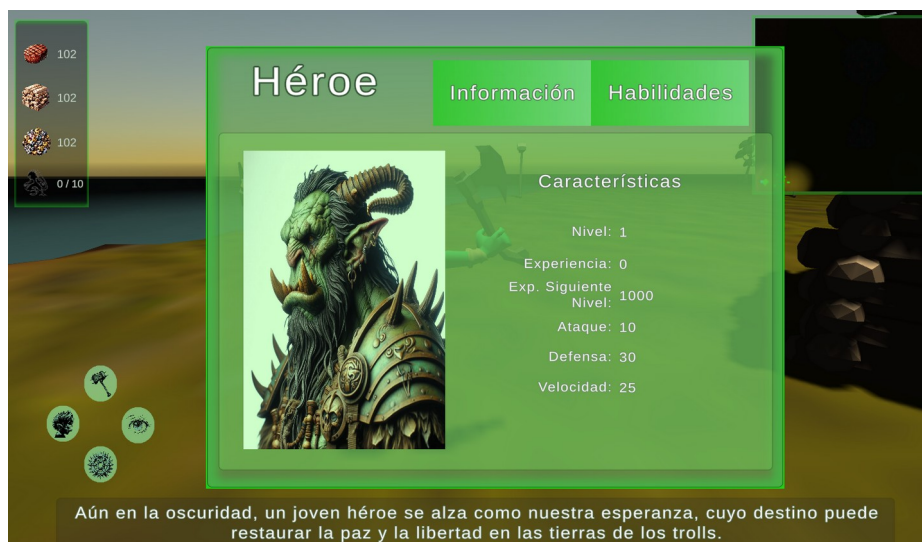 102
102
102
0 / 10
Héroe
Información
Habilidades
Características
Nivel: 1
Experiencia: 0
Exp. Siguiente
Nivel: 1000
Ataque: 10
Defensa: 30
Velocidad: 25
Aún en la oscuridad, un joven héroe se alza como nuestra esperanza, cuyo destino puede
restaurar la paz y la libertad en las tierras de los trolls.